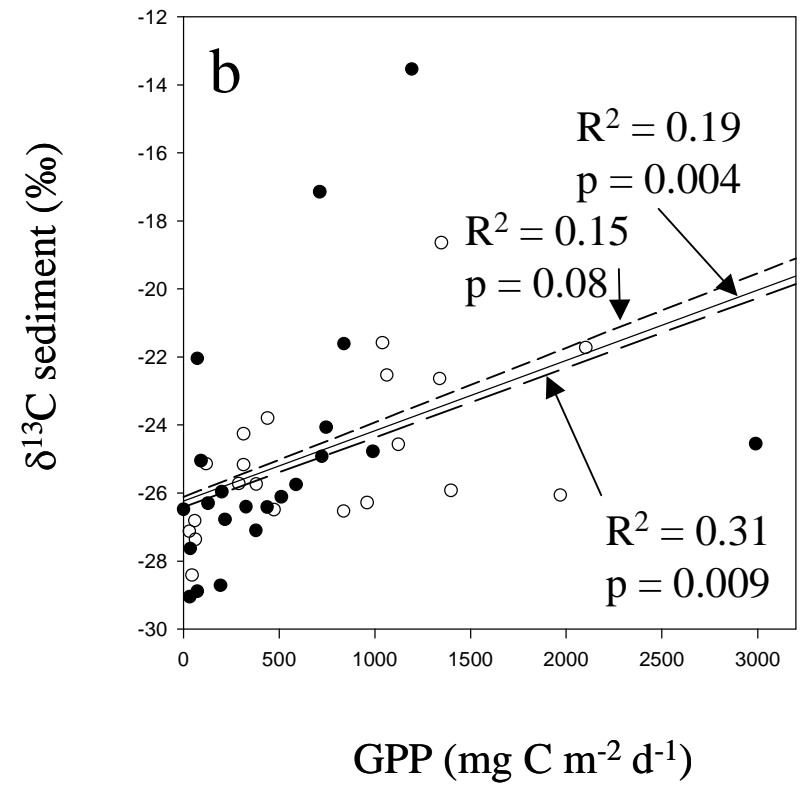 b
R² = 0.19
p = 0.004
R² = 0.15
p = 0.08
R² = 0.31
p = 0.009
δ¹³C sediment (‰)
-12
-14
-16
-18
-20
-22
-24
-26
-28
-30
0 500 1000 1500 2000 2500 3000
GPP (mg C m⁻² d⁻¹)